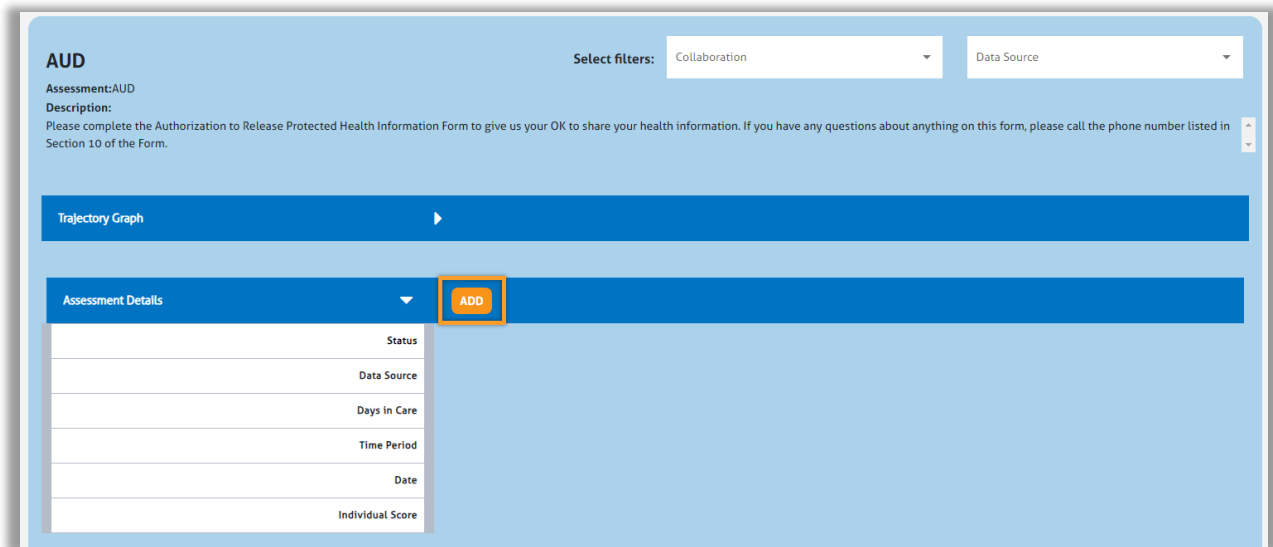 AUD
Select filters:
Collaboration
Data Source
Assessment:AUD
Description:
Please complete the Authorization to Release Protected Health Information Form to give us your OK to share your health information. If you have any questions about anything on this form, please call the phone number listed in
Section 10 of the Form.
Trajectory Graph
Assessment Details
ADD
Status
Data Source
Days in Care
Time Period
Date
Individual Score